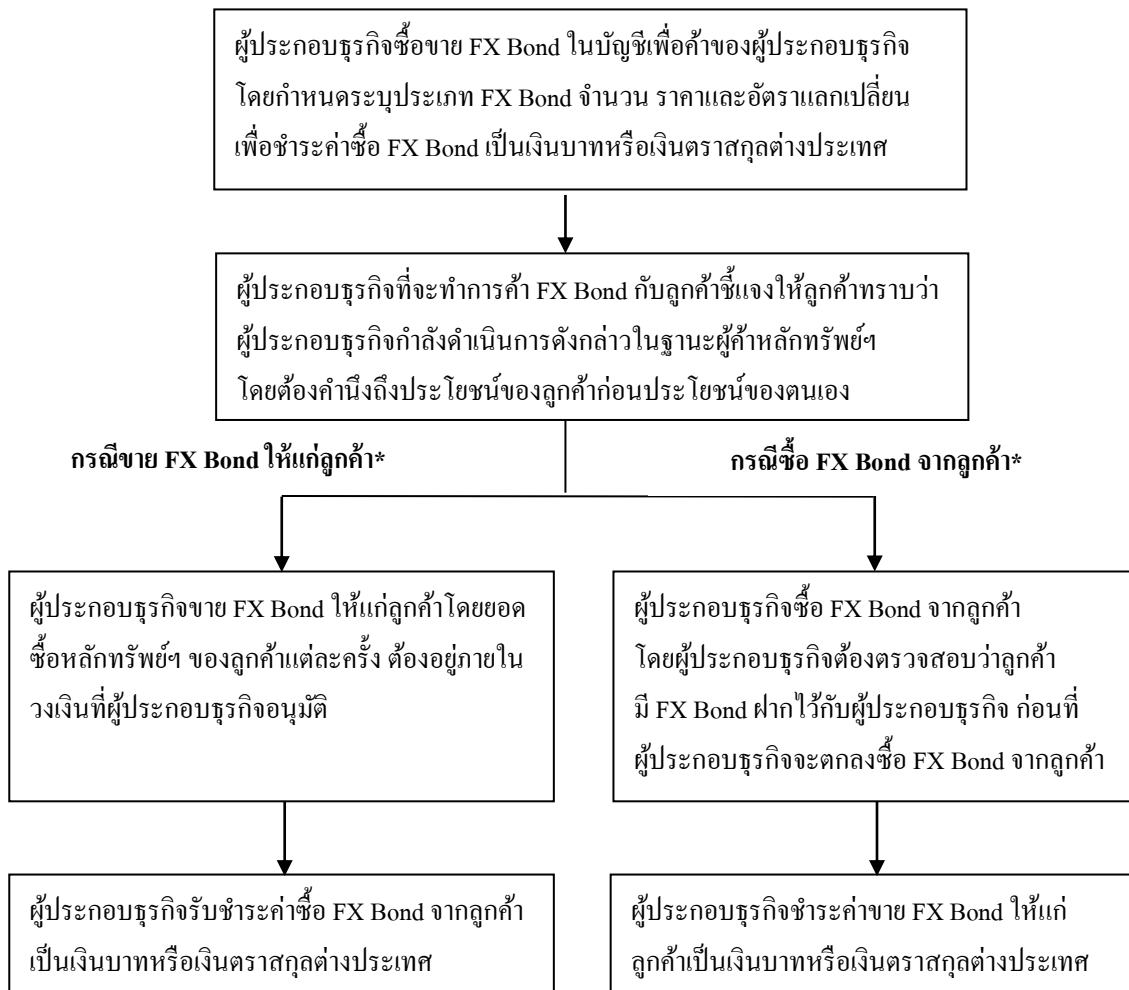 ผู้ประกอบธุรกิจซื้อขาย FX Bond ในบัญชีเพื่อค้าของผู้ประกอบธุรกิจ
โดยกำหนดระบุประเภท FX Bond จำนวน ราคาและอัตราแลกเปลี่ยน
เพื่อชำระค่าซื้อ FX Bond เป็นเงินบาทหรือเงินตราสกุลต่างประเทศ
ผู้ประกอบธุรกิจที่จะทำการค้า FX Bond กับลูกค้าชี้แจงให้ลูกค้าทราบว่า
ผู้ประกอบธุรกิจกำลังดำเนินการดังกล่าวในฐานะผู้ค้าหลักทรัพย์ฯ
โดยต้องคำนึงถึงประโยชน์ของลูกค้าก่อนประโยชน์ของตนเอง
กรณีขาย FX Bond ให้แก่ลูกค้า*
กรณีซื้อ FX Bond จากลูกค้า*
ผู้ประกอบธุรกิจขาย FX Bond ให้แก่ลูกค้าโดยยอด
ซื้อหลักทรัพย์ฯ ของลูกค้าแต่ละครั้ง ต้องอยู่ภายใน
วงเงินที่ผู้ประกอบธุรกิจอนุมัติ
ผู้ประกอบธุรกิจซื้อ FX Bond จากลูกค้า
โดยผู้ประกอบธุรกิจต้องตรวจสอบว่าลูกค้า
มี FX Bond ฝากไว้กับผู้ประกอบธุรกิจ ก่อนที่
ผู้ประกอบธุรกิจจะตกลงซื้อ FX Bond จากลูกค้า
ผู้ประกอบธุรกิจรับชำระค่าซื้อ FX Bond จากลูกค้า
เป็นเงินบาทหรือเงินตราสกุลต่างประเทศ
ผู้ประกอบธุรกิจชำระค่าขาย FX Bond ให้แก่
ลูกค้าเป็นเงินบาทหรือเงินตราสกุลต่างประเทศ